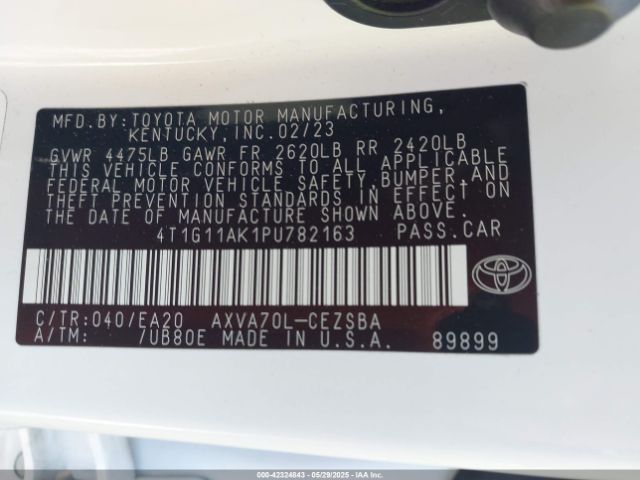 MFD.BY:TOYOTA MOTOR MANUFACTURING,
KENTUCKY,INC.02/23
GVWR 4475LB GAWR FR 2620LB RR 2420LB
THIS VEHICLE CONFORMS TO ALL APPLICABLE
FEDERAL MOTOR VEHICLE SAFETY,BUMPER,AND
THEFT PREVENTION STANDARDS IN EFFECT ON
THE DATE OF MANUFACTURE SHOWN ABOVE.
4T1G11AK1PU782163 PASS.CAR
C/TR:040/EA20 AXVA70L-CEZSBA
A/TM: /UB80E MADE IN U.S.A. 89899
000-42324843 - 05/29/2025 - IAA Inc.